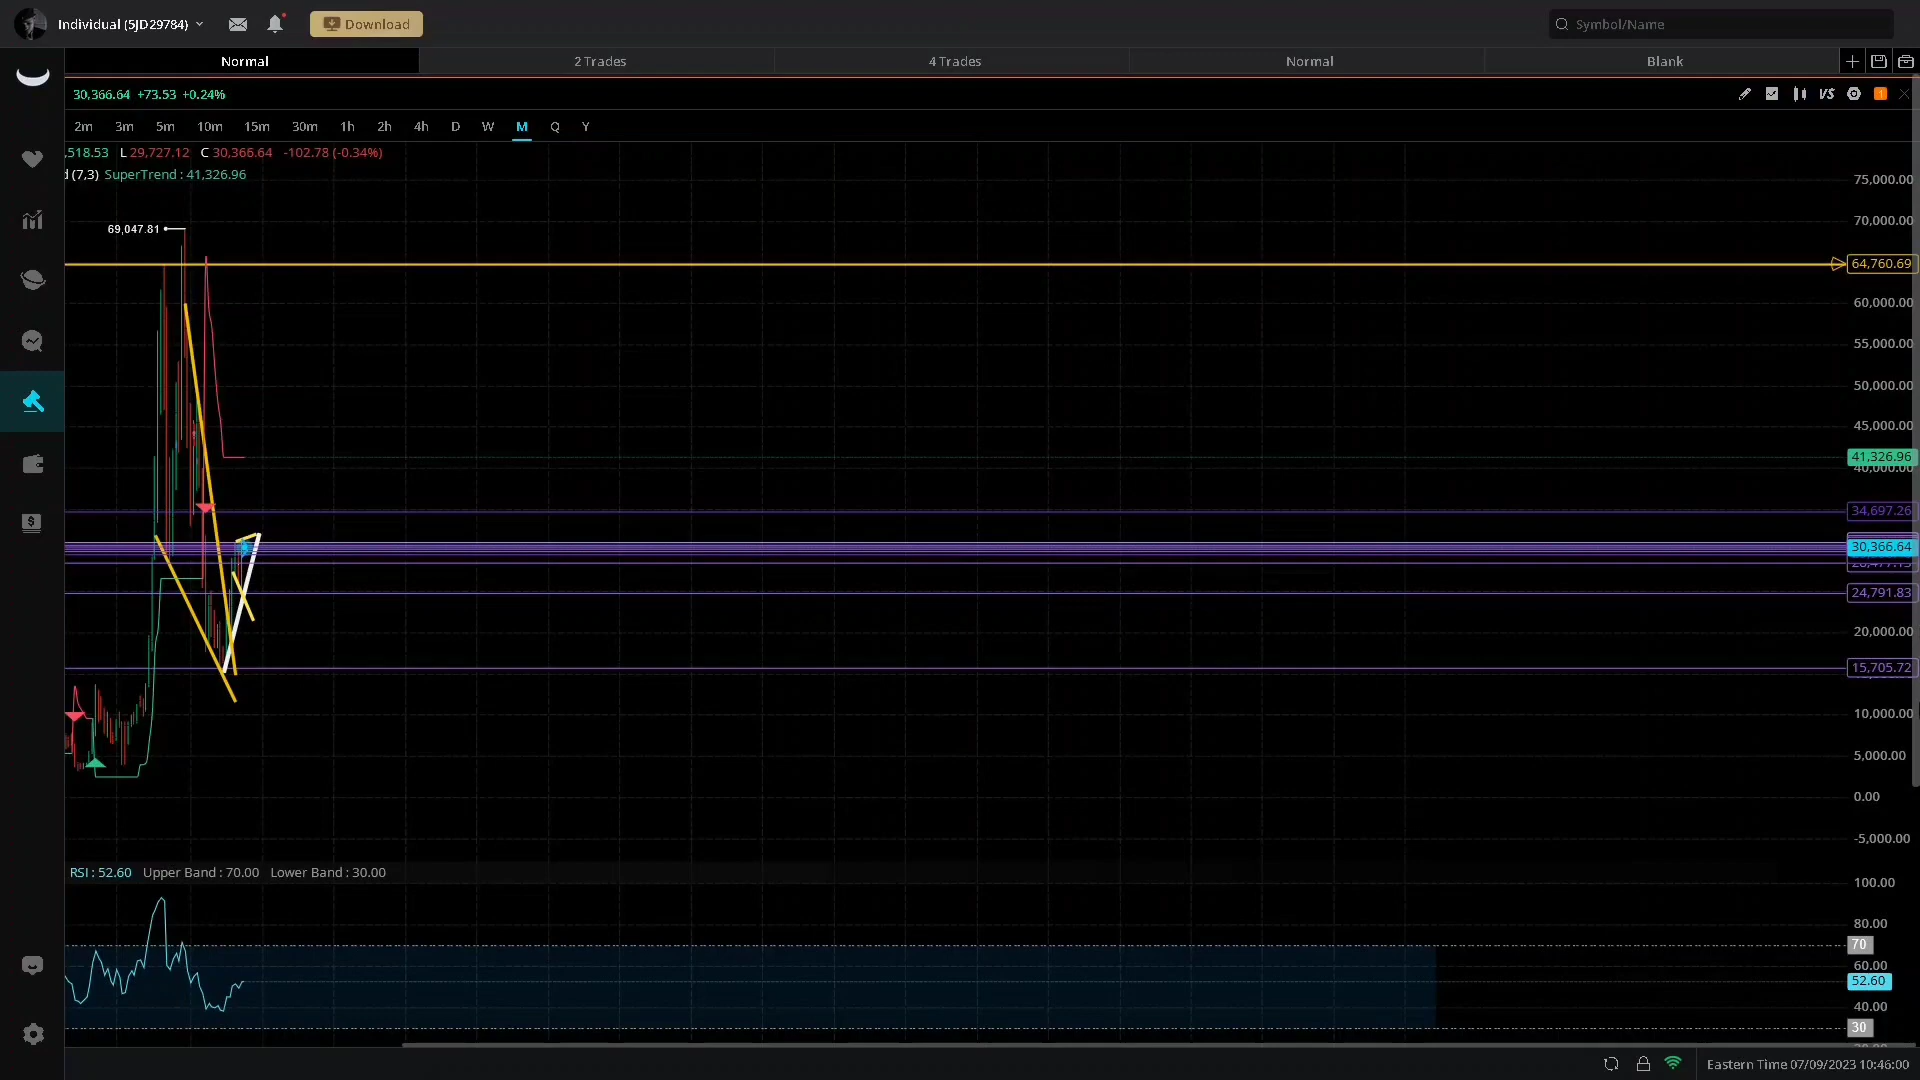 Individual (5JD29784)
Download
Symbol/Name
Normal 2 Trades 4 Trades Normal Blank
30,366.64 +73.53 +0.24%
VS
1
2m 3m 5m 10m 15m 30m 1h 2h 4h D W M Q Y
,518.53 L 29,727.12 C 30,366.64 -102.78 (-0.34%)
d (7,3) SuperTrend : 41,326.96
75,000.00
70,000.00
69,047.81
64,760.69
60,000.00
55,000.00
50,000.00
45,000.00
41,326.96
40,000.00
34,697.26
30,366.64
24,791.83
20,000.00
15,705.72
10,000.00
5,000.00
0.00
-5,000.00
RSI : 52.60 Upper Band : 70.00 Lower Band : 30.00
100.00
80.00
70
60.00
52.60
40.00
30
Eastern Time 07/09/2023 10:46:00